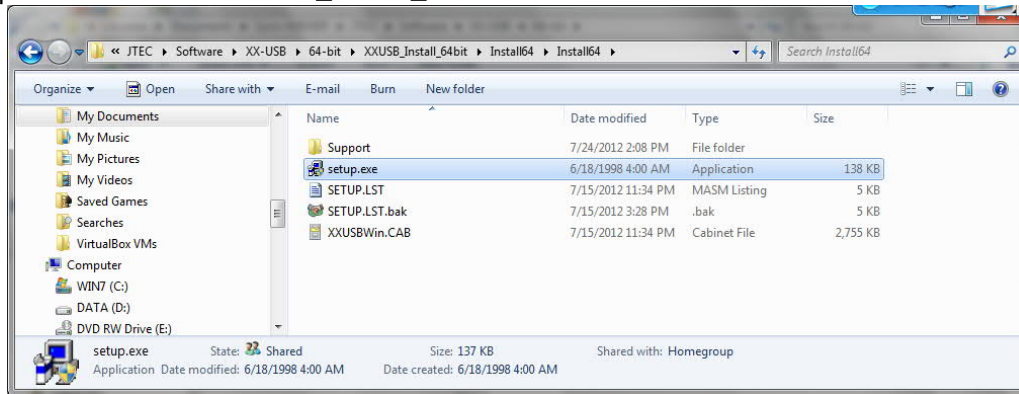 « JTEC ▸ Software ▸ XX-USB ▸ 64-bit ▸ XXUSB_Install_64bit ▸ Install64 ▸ Install64 ▸ Search Install64
Organize Open Share with E-mail Burn New folder
My Documents
My Music
My Pictures
My Videos
Saved Games
Searches
VirtualBox VMs
Computer
WIN7 (C:)
DATA (D:)
DVD RW Drive (E:)
Name Date modified Type Size
Support 7/24/2012 2:08 PM File folder
setup.exe 6/18/1998 4:00 AM Application 138 KB
SETUP.LST 7/15/2012 11:34 PM MASM Listing 5 KB
SETUP.LST.bak 7/15/2012 3:28 PM .bak 5 KB
XXUSBWin.CAB 7/15/2012 11:34 PM Cabinet File 2,755 KB
setup.exe State: Shared Size: 137 KB Shared with: Homegroup
Application Date modified: 6/18/1998 4:00 AM Date created: 6/18/1998 4:00 AM